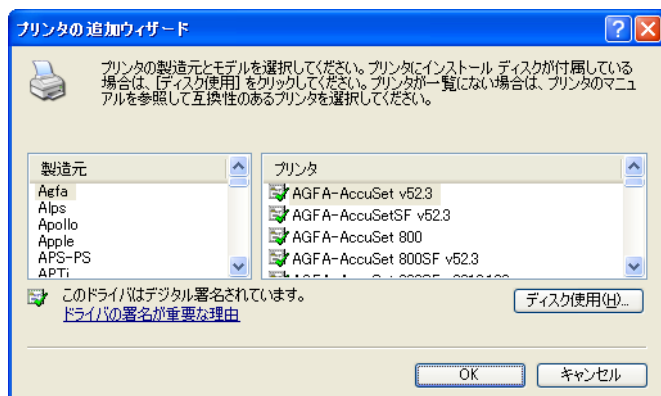 プリンタの追加ウィザード
プリンタの製造元とモデルを選択してください。プリンタにインストール ディスクが付属している
場合は、[ディスク使用] をクリックしてください。プリンタが一覧にない場合は、プリンタのマニュ
アルを参照して互換性のあるプリンタを選択してください。
製造元
Agfa
Alps
Apollo
Apple
APS-PS
APTi
プリンタ
AGFA-AccuSet v52.3
AGFA-AccuSetSF v52.3
AGFA-AccuSet 800
AGFA-AccuSet 800SF v52.3
このドライバはデジタル署名されています。
ドライバの署名が重要な理由
ディスク使用(H)...
OK
キャンセル